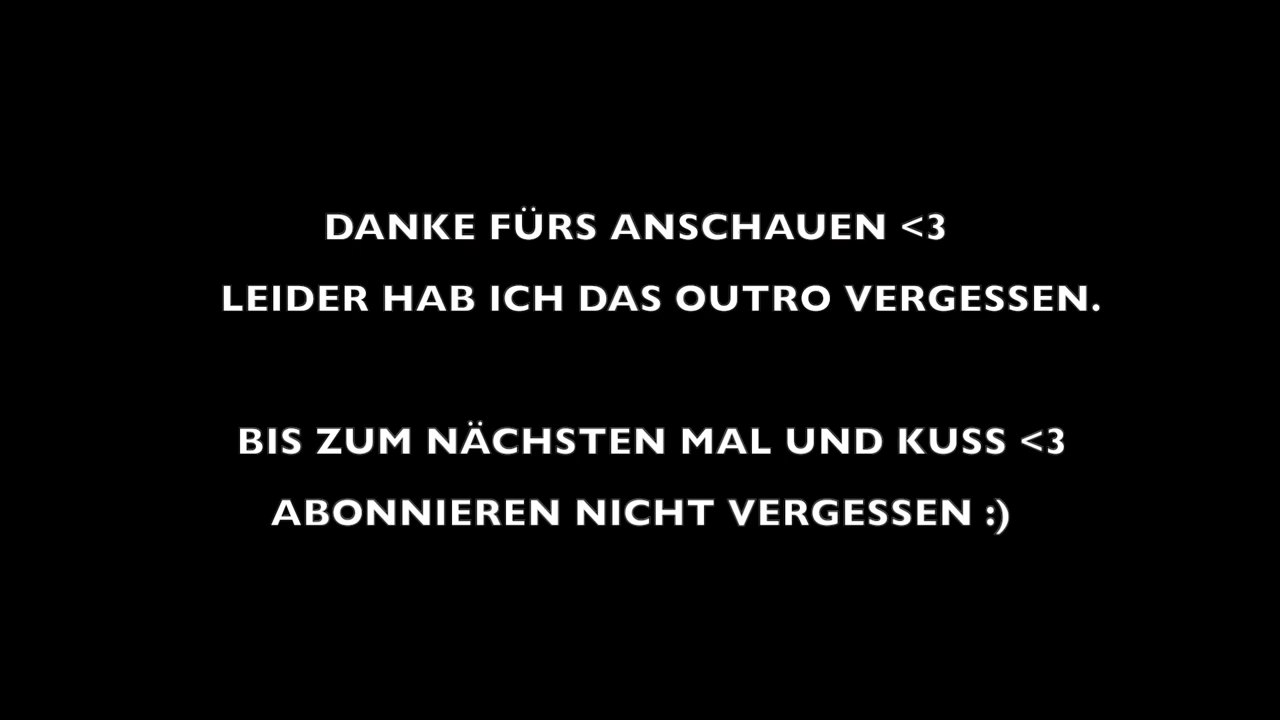 DANKE FÜRS ANSCHAUEN <3
LEIDER HAB ICH DAS OUTRO VERGESSEN.
BIS ZUM NÄCHSTEN MAL UND KUSS <3
ABONNIEREN NICHT VERGESSEN :)